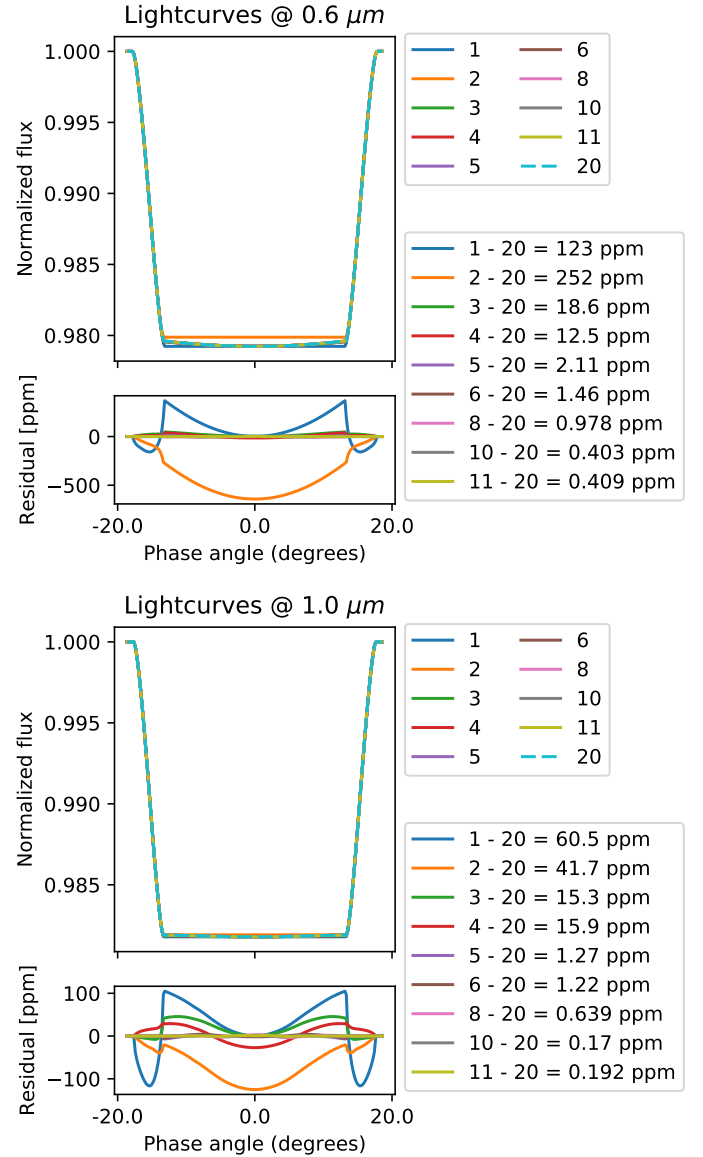 Lightcurves @ 0.6 μm
1.000
0.995
0.990
0.985
0.980
Normalized flux
1 6
2 8
3 10
4 11
5 20
1 - 20 = 123 ppm
2 - 20 = 252 ppm
3 - 20 = 18.6 ppm
4 - 20 = 12.5 ppm
5 - 20 = 2.11 ppm
6 - 20 = 1.46 ppm
8 - 20 = 0.978 ppm
10 - 20 = 0.403 ppm
11 - 20 = 0.409 ppm
0
−500
Residual [ppm]
-20.0 0.0 20.0
Phase angle (degrees)
Lightcurves @ 1.0 μm
1.000
0.995
0.990
0.985
Normalized flux
1 6
2 8
3 10
4 11
5 20
1 - 20 = 60.5 ppm
2 - 20 = 41.7 ppm
3 - 20 = 15.3 ppm
4 - 20 = 15.9 ppm
5 - 20 = 1.27 ppm
6 - 20 = 1.22 ppm
8 - 20 = 0.639 ppm
10 - 20 = 0.17 ppm
11 - 20 = 0.192 ppm
100
0
−100
Residual [ppm]
-20.0 0.0 20.0
Phase angle (degrees)